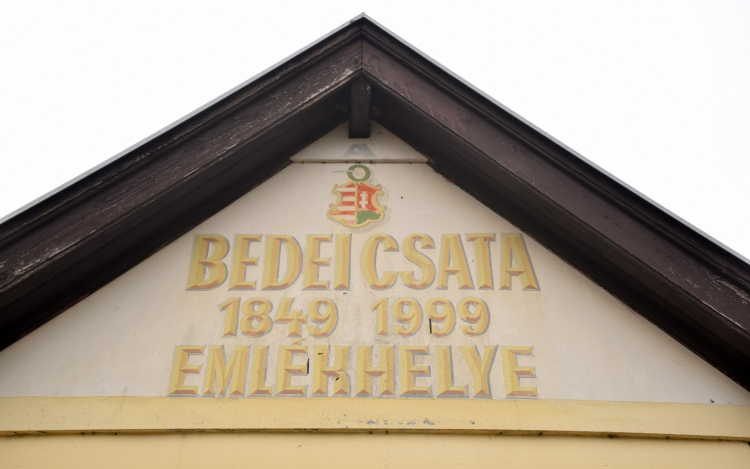 BEDEI CSATA
1849 1999
EMLÉKHELYE